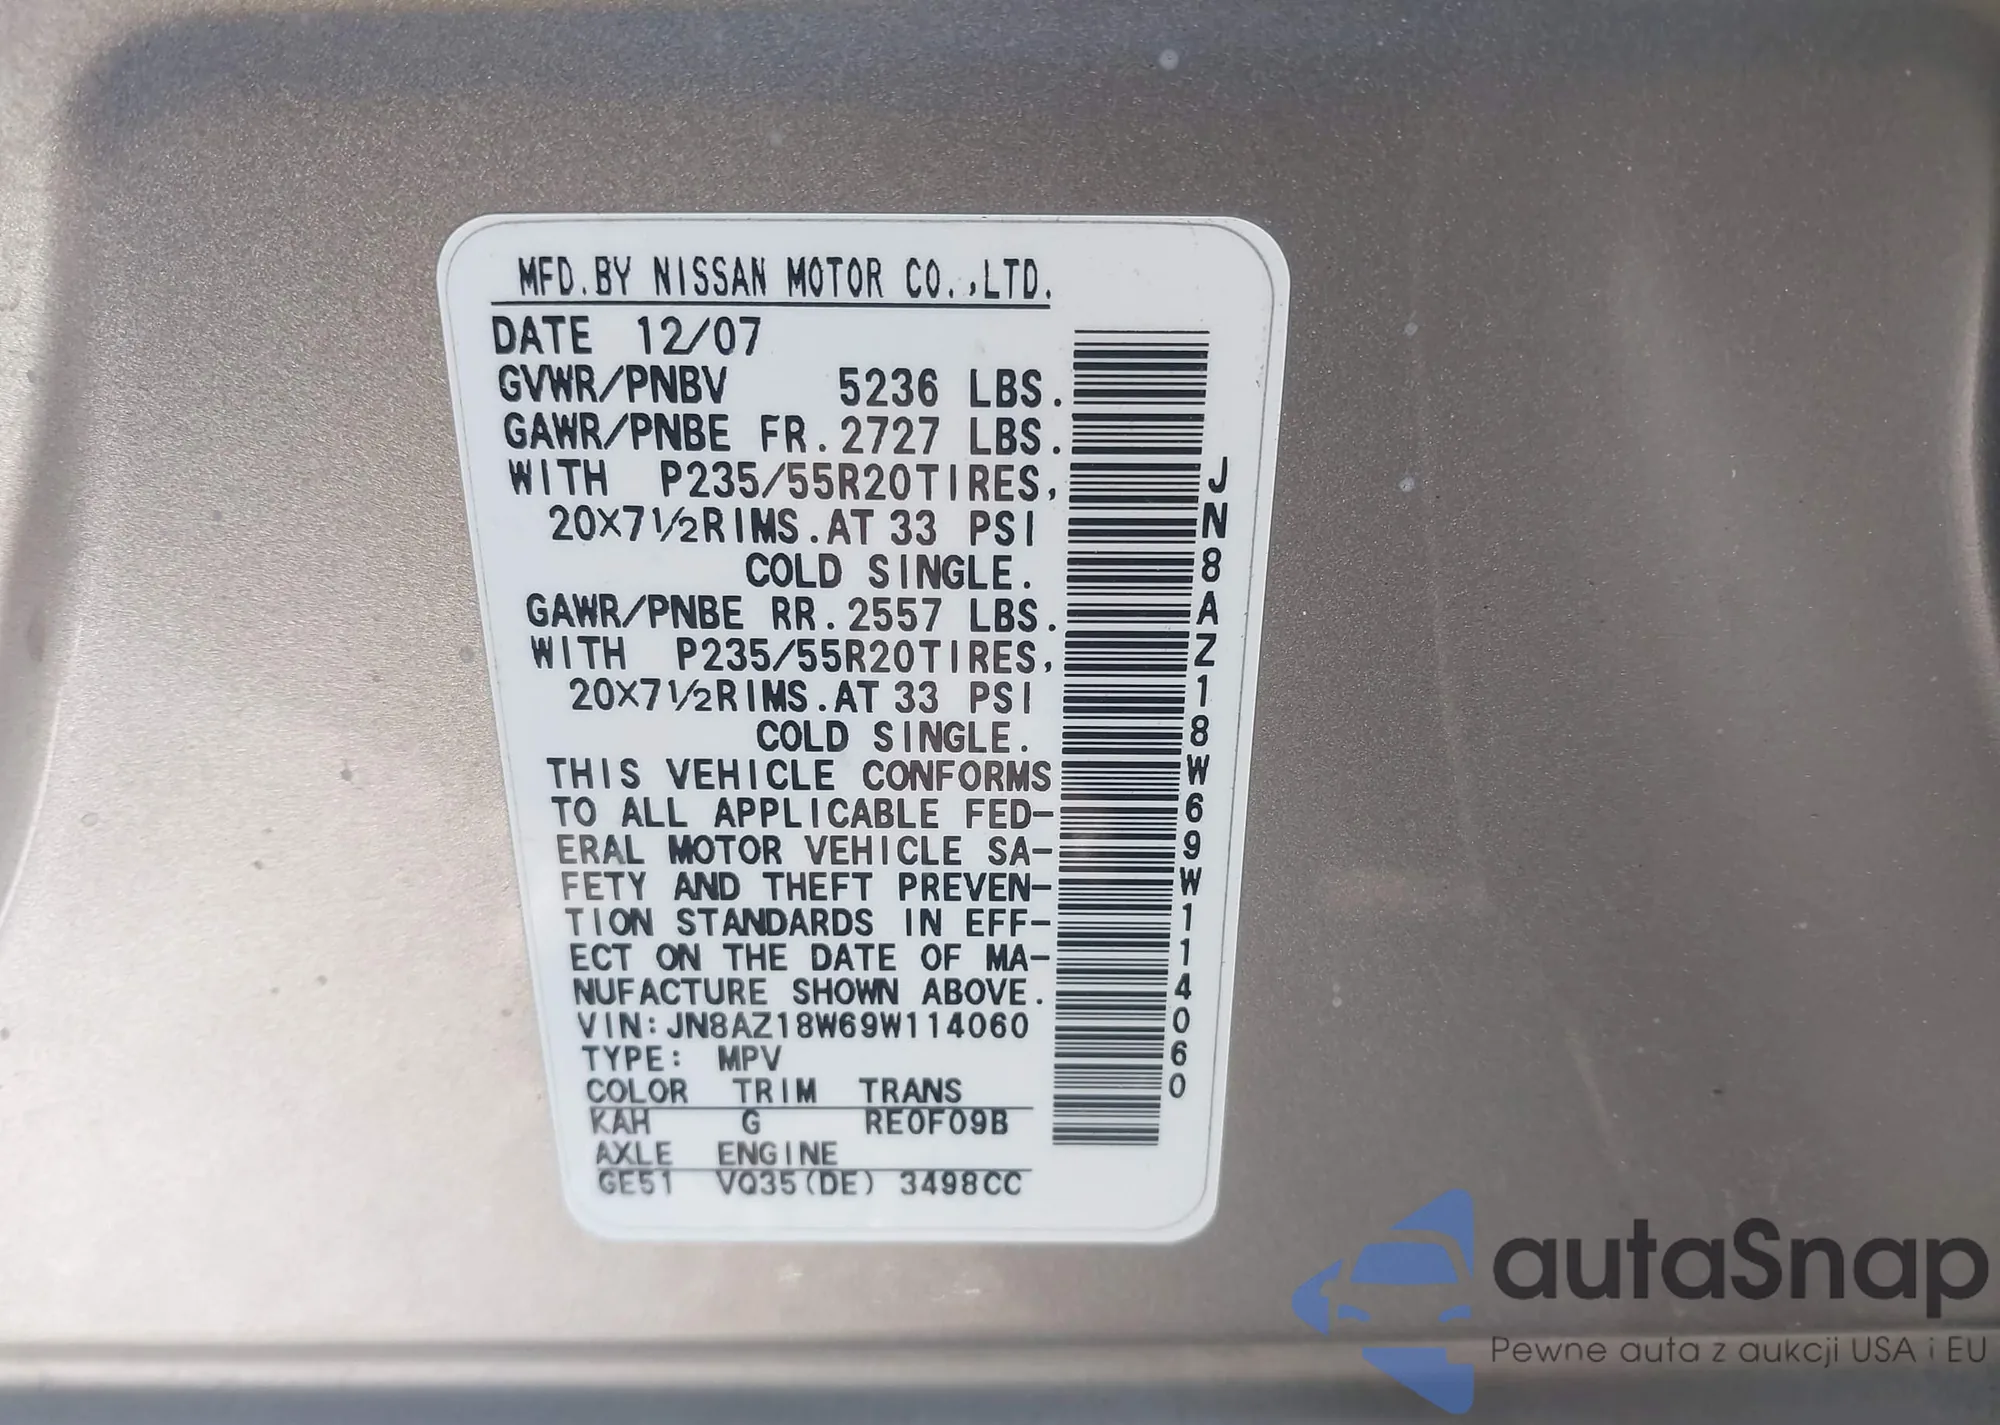 MFD.BY NISSAN MOTOR CO.,LTD.
DATE 12/07
GVWR/PNBV 5236 LBS.
GAWR/PNBE FR.2727 LBS.
WITH P235/55R20TIRES,
20X7½RIMS.AT 33 PSI
COLD SINGLE.
GAWR/PNBE RR.2557 LBS.
WITH P235/55R20TIRES,
20X7½RIMS.AT 33 PSI
COLD SINGLE.
THIS VEHICLE CONFORMS
TO ALL APPLICABLE FED-
ERAL MOTOR VEHICLE SA-
FETY AND THEFT PREVEN-
TION STANDARDS IN EFF-
ECT ON THE DATE OF MA-
NUFACTURE SHOWN ABOVE.
VIN:JN8AZ18W69W114060
TYPE: MPV
COLOR TRIM TRANS
KAH G RE0F09B
AXLE ENGINE
GE51 VQ35(DE) 3498CC
JN8AZ18W69W114060
autaSnap
Pewne auta z aukcji USA i EU